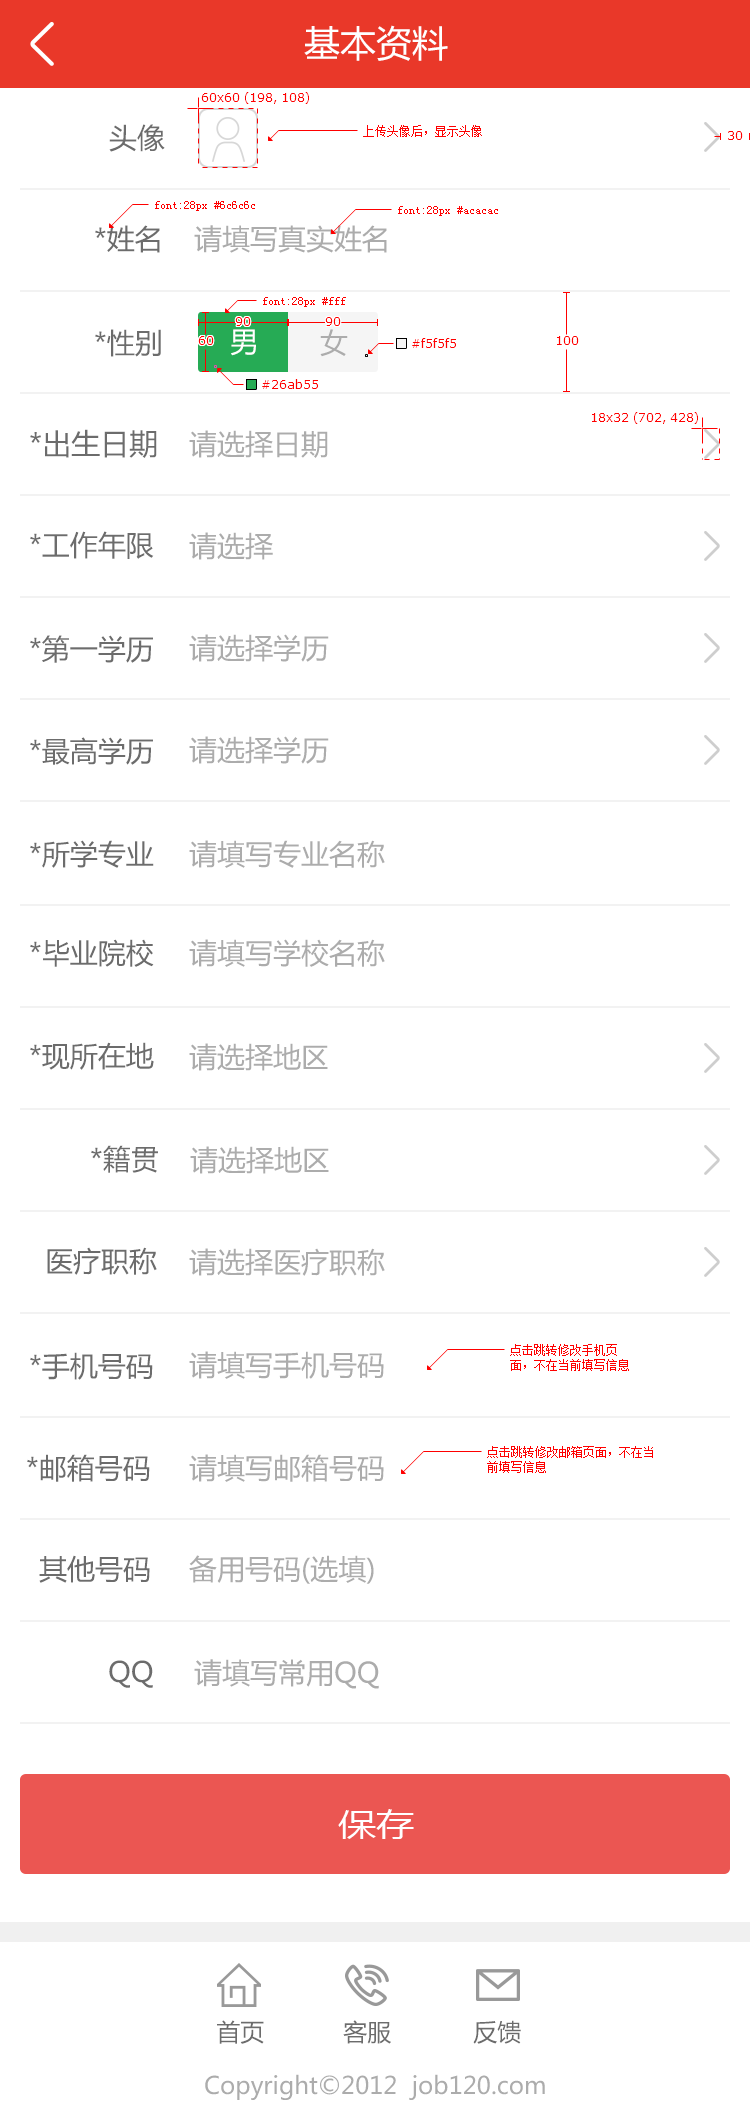 基本资料
60x60 (198, 108)
头像
上传头像后，显示头像
30
font:28px #6c6c6c
font:28px #acacac
*姓名 请填写真实姓名
font:28px #fff
90 90
*性别 60 男 女 #f5f5f5 100
#26ab55
18x32 (702, 428)
*出生日期 请选择日期
*工作年限 请选择
*第一学历 请选择学历
*最高学历 请选择学历
*所学专业 请填写专业名称
*毕业院校 请填写学校名称
*现所在地 请选择地区
*籍贯 请选择地区
医疗职称 请选择医疗职称
*手机号码 请填写手机号码
点击跳转修改手机页
面，不在当前填写信息
*邮箱号码 请填写邮箱号码
点击跳转修改邮箱页面，不在当
前填写信息
其他号码 备用号码(选填)
QQ 请填写常用QQ
保存
首页 客服 反馈
Copyright©2012 job120.com